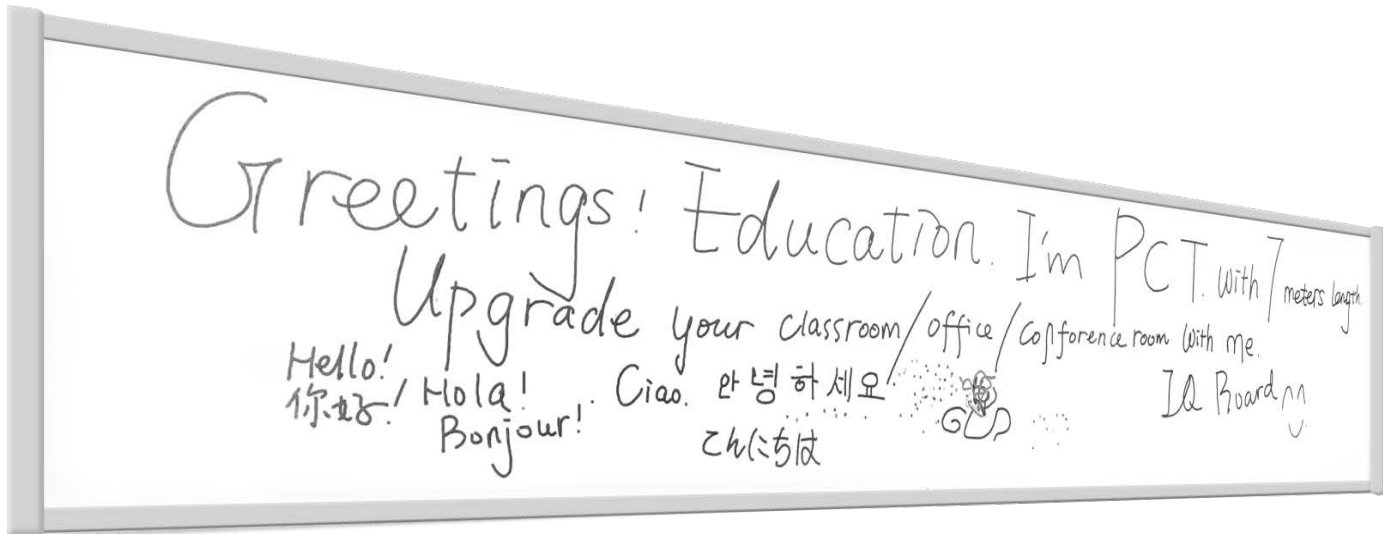 Greetings! Education. I'm PCT. With 7 meters length.
Upgrade your classroom/office/conforence room with me.
Hello!
你好! Hola! Ciao. 안녕하세요
Bonjour! こんにちは
IQ Board